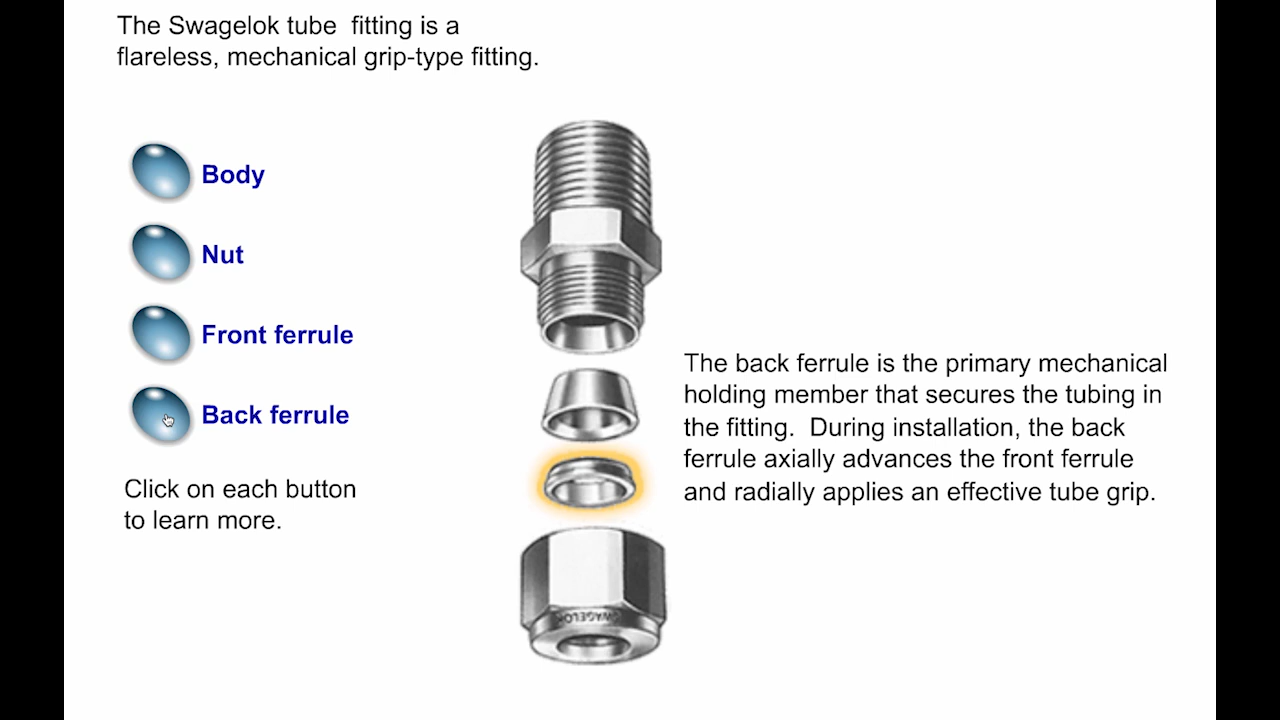 The Swagelok tube  fitting is a
flareless, mechanical grip-type fitting.
Body
Nut
Front ferrule
Back ferrule
Click on each button
to learn more.
The back ferrule is the primary mechanical
holding member that secures the tubing in
the fitting.  During installation, the back
ferrule axially advances the front ferrule
and radially applies an effective tube grip.
SWAGELOK